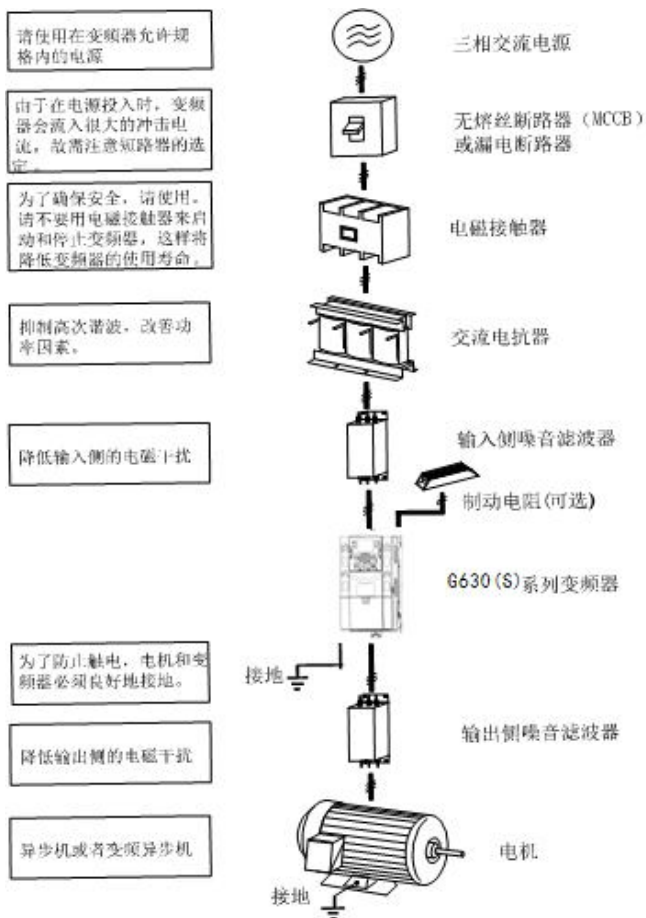 请使用在变频器允许规
格内的电源
三相交流电源
由于在电源投入时，变频
器会流入很大的冲击电
流，故需注意短路器的选
定。
无熔丝断路器（MCCB）
或漏电断路器
为了确保安全，请使用。
请不要用电磁接触器来启
动和停止变频器，这样将
降低变频器的使用寿命。
电磁接触器
抑制高次谐波，改善功
率因素。
交流电抗器
降低输入侧的电磁干扰
输入侧噪音滤波器
制动电阻(可选)
G630(S)系列变频器
为了防止触电，电机和变
频器必须良好地接地。
接地
降低输出侧的电磁干扰
输出侧噪音滤波器
异步机或者变频异步机
电机
接地